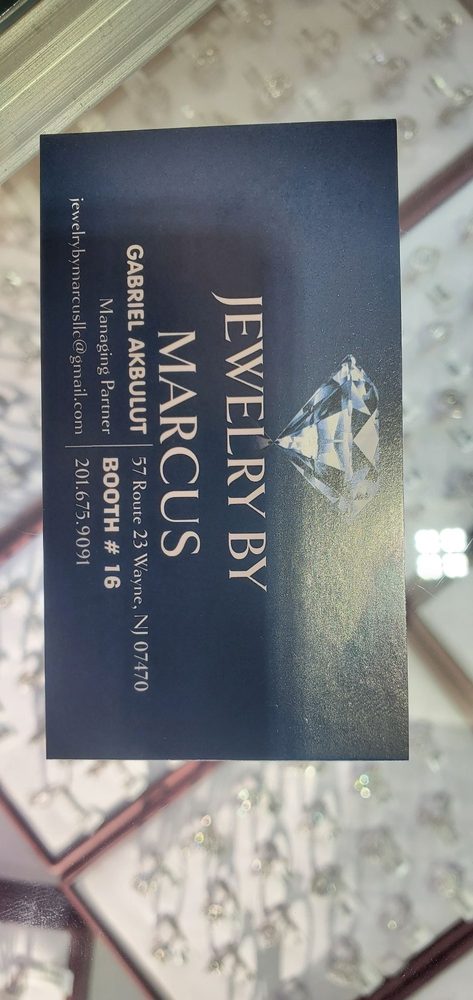 JEWELRY BY
MARCUS
GABRIEL AKBULUT
Managing Partner
jewelrybymarcusllc@gmail.com
57 Route 23 Wayne, NJ 07470
BOOTH # 16
201.675.9091